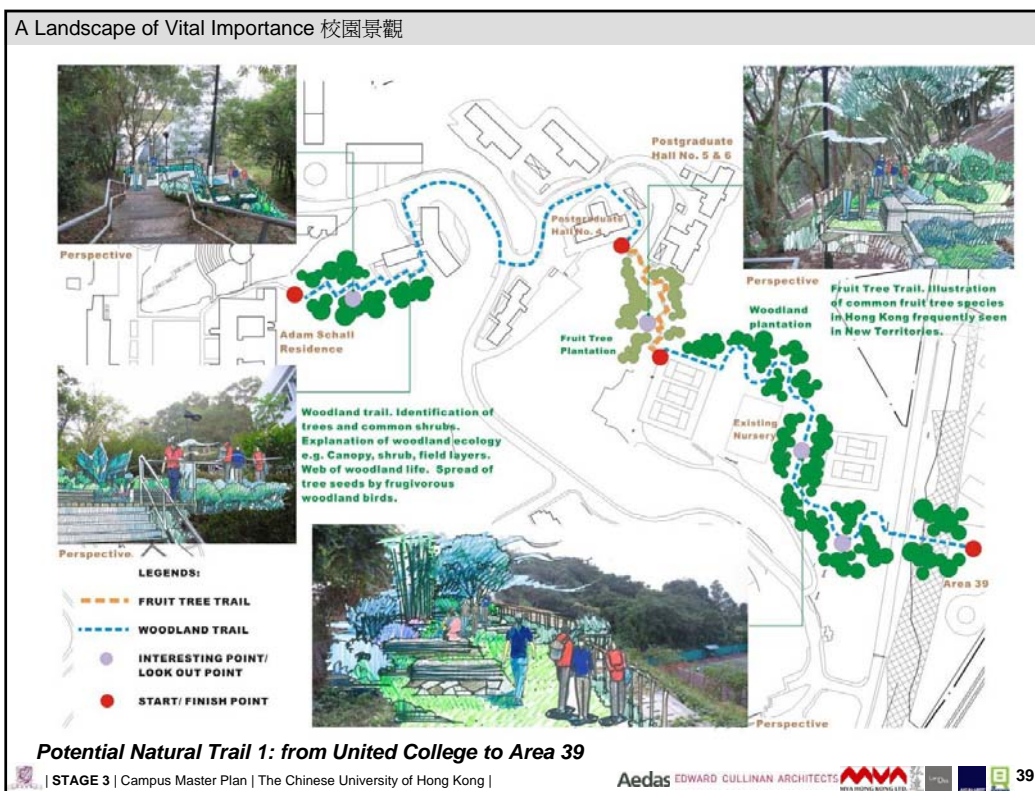 A Landscape of Vital Importance 校園景觀
Perspective
Postgraduate
Hall No. 5 & 6
Postgraduate
Hall No. 4
Perspective
Fruit Tree Trail. Illustration
of common fruit tree species
in Hong Kong frequently seen
in New Territories.
Woodland
plantation
Adam Schall
Residence
Fruit Tree
Plantation
Woodland trail. Identification of
trees and common shrubs.
Explanation of woodland ecology
e.g. Canopy, shrub, field layers.
Web of woodland life. Spread of
tree seeds by frugivorous
woodland birds.
Existing
Nursery
Perspective.
Area 39
LEGENDS:
FRUIT TREE TRAIL
WOODLAND TRAIL
INTERESTING POINT/
LOOK OUT POINT
START/ FINISH POINT
Perspective
Potential Natural Trail 1: from United College to Area 39
| STAGE 3 | Campus Master Plan | The Chinese University of Hong Kong |
Aedas EDWARD CULLINAN ARCHITECTS MVA HONG KONG LTD. 39